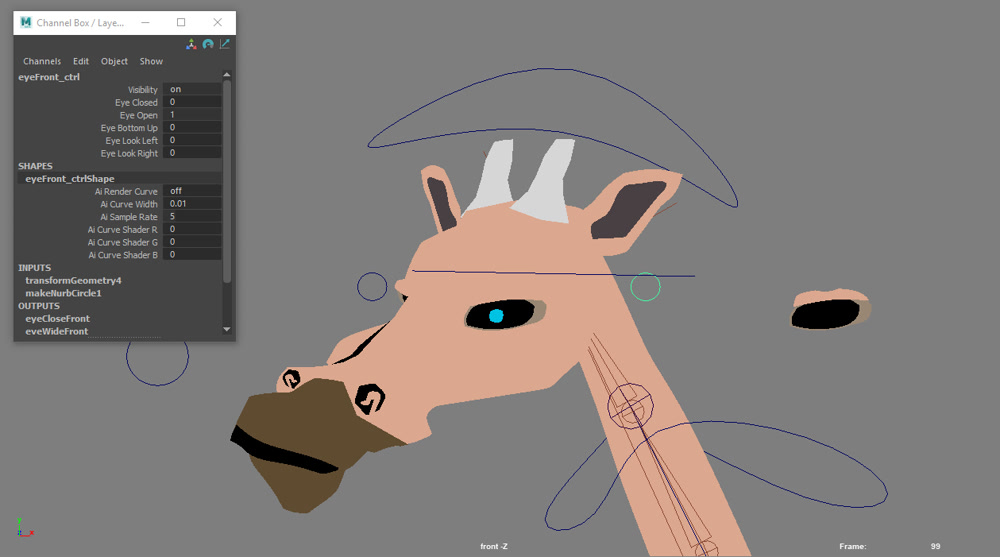 M Channel Box / Laye...
Channels Edit Object Show
eyeFront_ctrl
Visibility on
Eye Closed 0
Eye Open 1
Eye Bottom Up 0
Eye Look Left 0
Eye Look Right 0
SHAPES
eyeFront_ctrlShape
Ai Render Curve off
Ai Curve Width 0.01
Ai Sample Rate 5
Ai Curve Shader R 0
Ai Curve Shader G 0
Ai Curve Shader B 0
INPUTS
transformGeometry4
makeNurbCircle1
OUTPUTS
eyeCloseFront
eyeWideFront
front -Z
Frame: 99